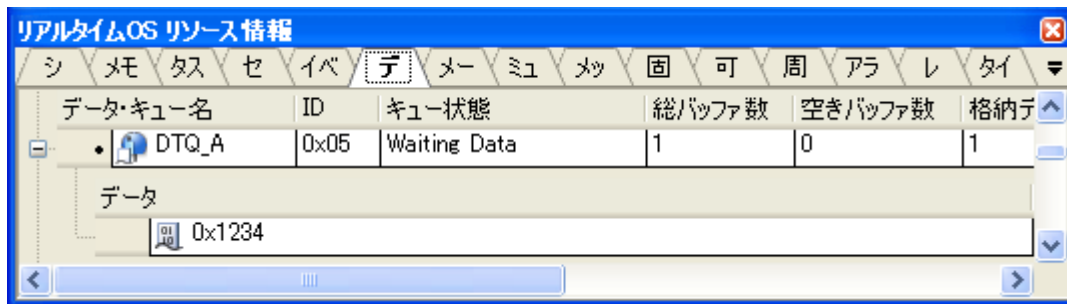 リアルタイムOS リソース情報
シ メモ タス セ イベ デ メー ミュ メッ 固 可 周 アラ レ タイ
データ・キュー名 ID キュー状態 総バッファ数 空きバッファ数 格納デ
DTQ_A 0x05 Waiting Data 1 0 1
データ
0x1234